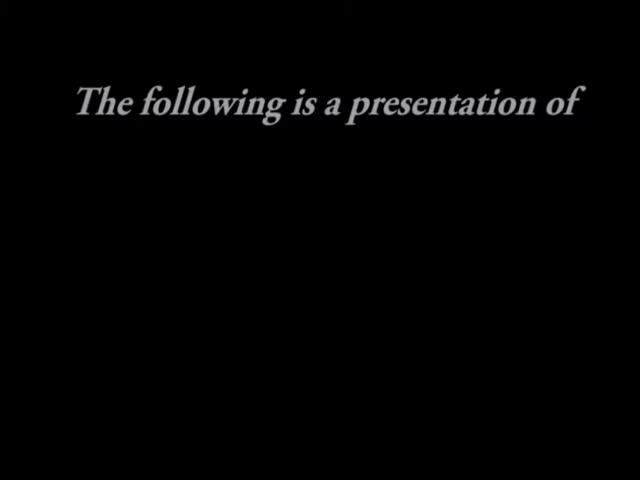 The following is a presentation of